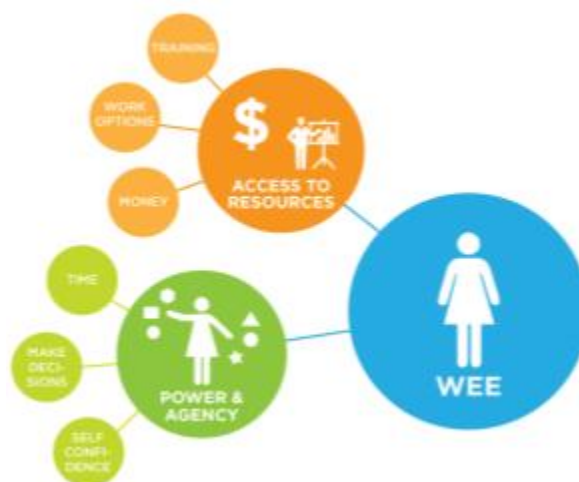 TRAINING
WORK
OPTIONS
$
ACCESS TO
RESOURCES
MONEY
TIME
MAKE
DECI-
SIONS
POWER &
AGENCY
SELF
CONFI-
DENCE
WEE